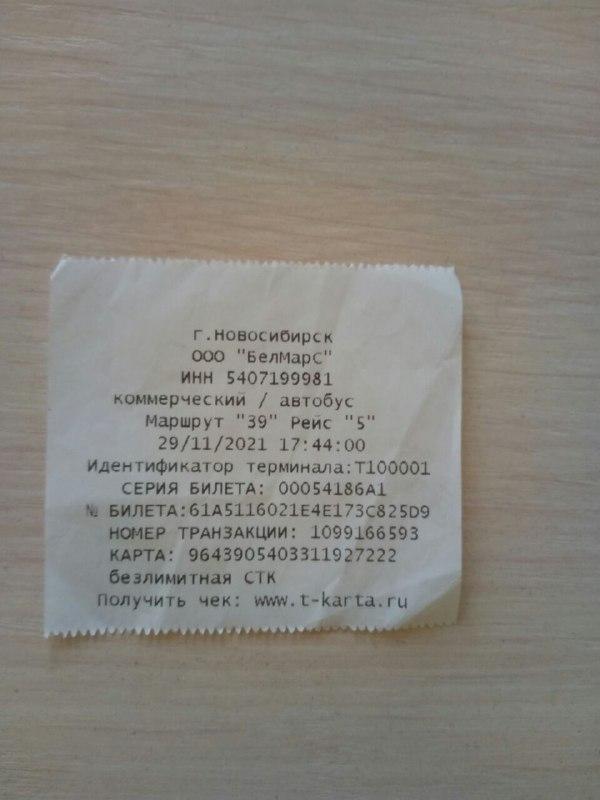 г.Новосибирск
ООО "БелМарС"
ИНН 5407199981
коммерческий / автобус
Маршрут "39" Рейс "5"
29/11/2021 17:44:00
Идентификатор терминала:T100001
СЕРИЯ БИЛЕТА: 00054186A1
№ БИЛЕТА:61A5116021E4E173C825D9
НОМЕР ТРАНЗАКЦИИ: 1099166593
КАРТА: 9643905403311927222
безлимитная СТК
Получить чек: www.t-karta.ru